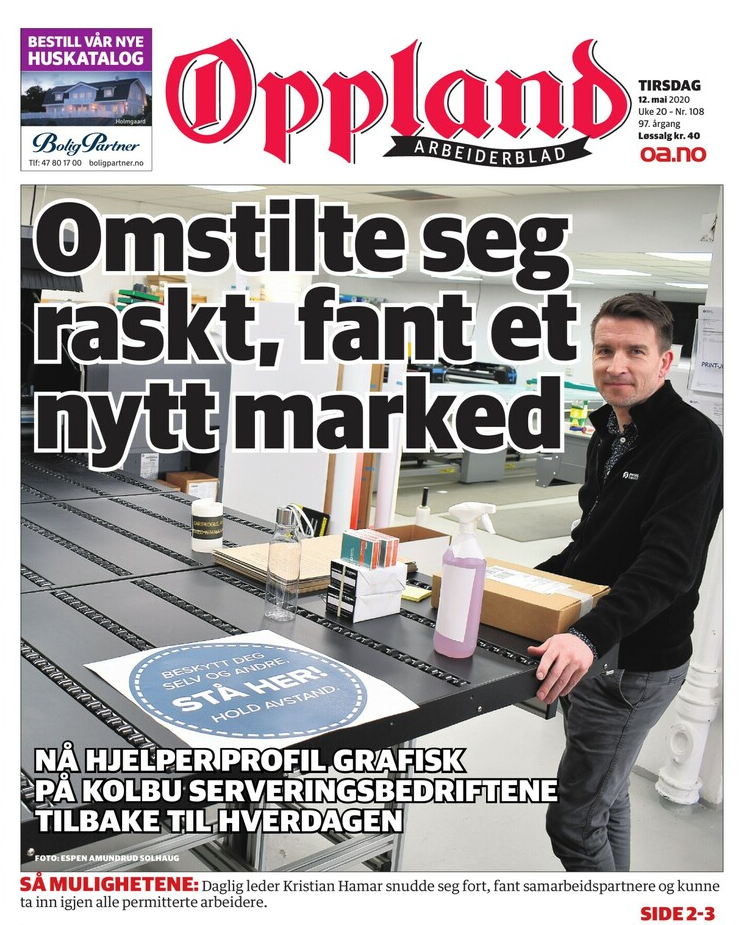 BESTILL VÅR NYE
HUSKATALOG
Holmgaard
BoligPartner
Tlf: 47 80 17 00 boligpartner.no
Oppland
ARBEIDERBLAD
TIRSDAG
12. mai 2020
Uke 20 – Nr. 108
97. årgang
Løssalg kr. 40
oa.no
Omstilte seg
raskt, fant et
nytt marked
PRINT-J
BESKYTT DEG
SELV OG ANDRE.
STÅ HER!
HOLD AVSTAND.
NÅ HJELPER PROFIL GRAFISK
PÅ KOLBU SERVERINGSBEDRIFTENE
TILBAKE TIL HVERDAGEN
FOTO: ESPEN AMUNDRUD SOLHAUG
SÅ MULIGHETENE: Daglig leder Kristian Hamar snudde seg fort, fant samarbeidspartnere og kunne
ta inn igjen alle permitterte arbeidere.
SIDE 2-3